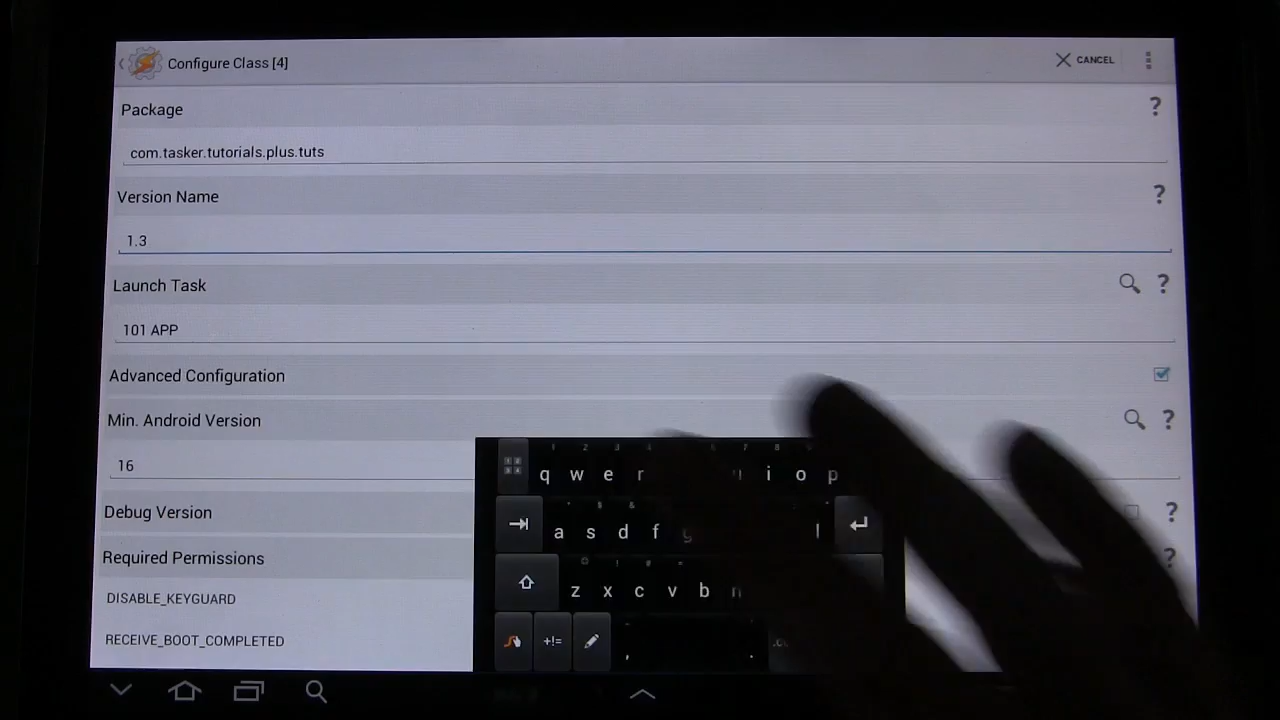 Configure Class [4]
CANCEL
Package
?
com.tasker.tutorials.plus.tuts
Version Name
?
1.3
Launch Task
?
101 APP
Advanced Configuration
Min. Android Version
?
16
Debug Version
?
Required Permissions
?
DISABLE_KEYGUARD
RECEIVE_BOOT_COMPLETED
q w e r u i o p
a s d f g l
z x c v b n
+!= , .